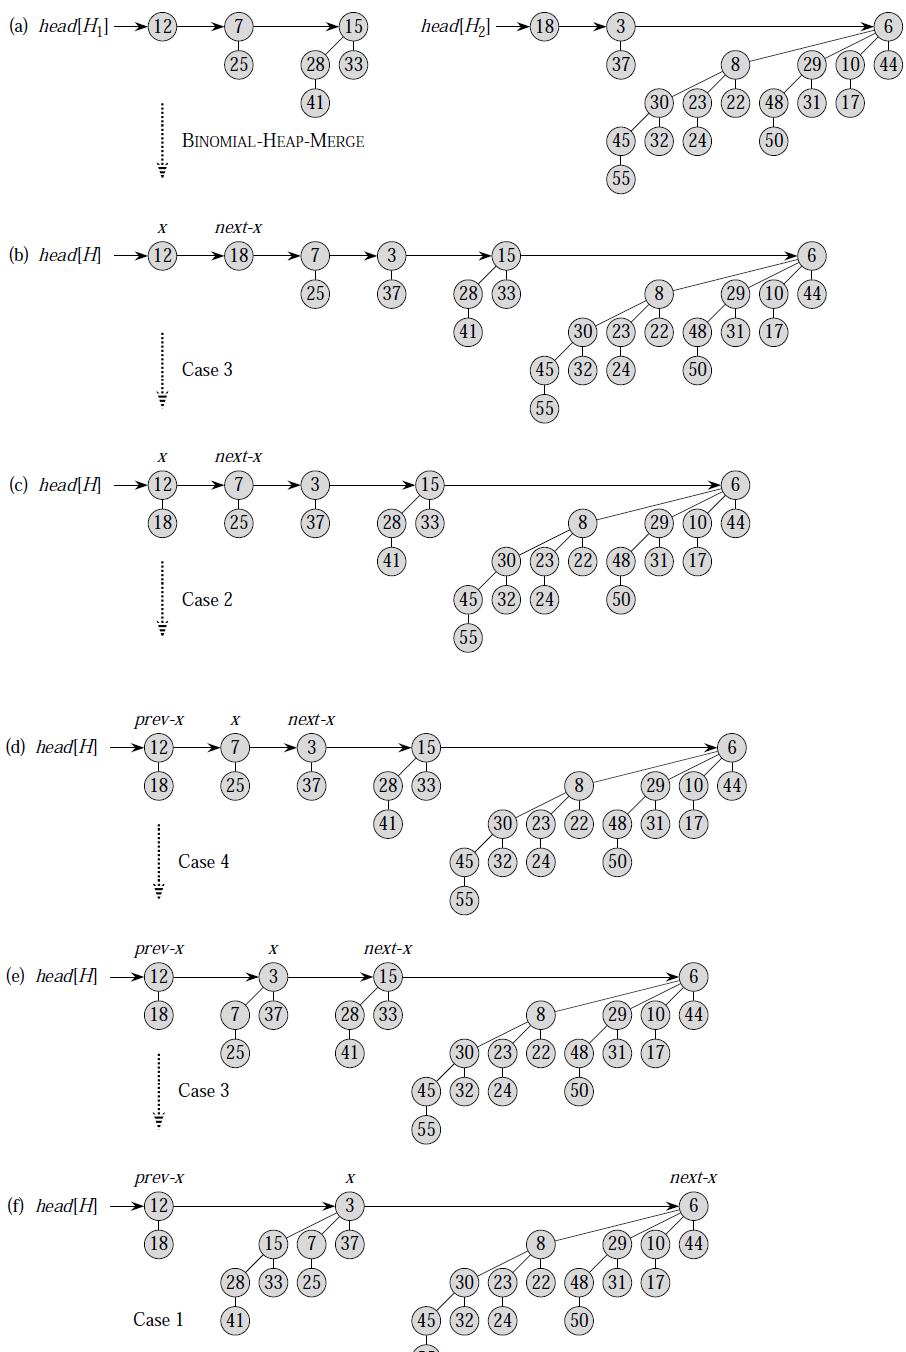 (a) head[H1] 12 7 15 head[H2] 18 3 6
25 28 33 37 8 29 10 44
41 30 23 22 48 31 17
BINOMIAL-HEAP-MERGE 45 32 24 50
55
x next-x
(b) head[H] 12 18 7 3 15 6
25 37 28 33 8 29 10 44
41 30 23 22 48 31 17
Case 3 45 32 24 50
55
x next-x
(c) head[H] 12 7 3 15 6
18 25 37 28 33 8 29 10 44
41 30 23 22 48 31 17
Case 2 45 32 24 50
55
prev-x x next-x
(d) head[H] 12 7 3 15 6
18 25 37 28 33 8 29 10 44
41 30 23 22 48 31 17
Case 4 45 32 24 50
55
prev-x x next-x
(e) head[H] 12 3 15 6
18 7 37 28 33 8 29 10 44
25 41 30 23 22 48 31 17
Case 3 45 32 24 50
55
prev-x x next-x
(f) head[H] 12 3 6
18 15 7 37 8 29 10 44
28 33 25 30 23 22 48 31 17
Case 1 41 45 32 24 50